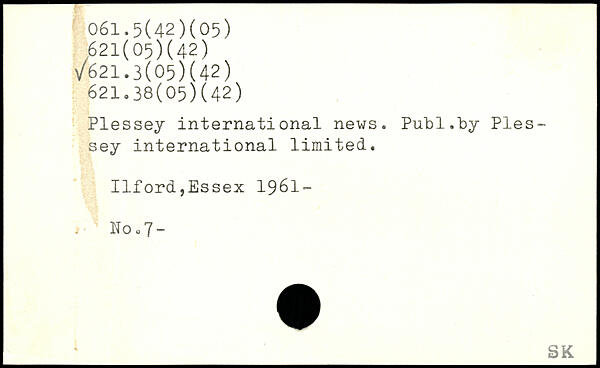 061.5(42)(05)
621(05)(42)
√621.3(05)(42)
621.38(05)(42)
Plessey international news. Publ.by Ples-
sey international limited.
Ilford,Essex 1961-
No.7-
SK